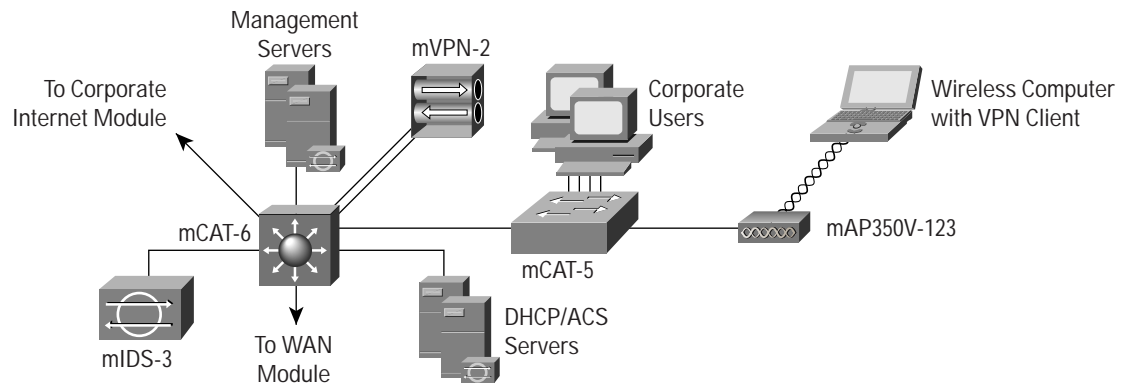 Management
Servers
mVPN-2
To Corporate
Internet Module
Corporate
Users
Wireless Computer
with VPN Client
mCAT-6
mAP350V-123
mCAT-5
mIDS-3
To WAN
Module
DHCP/ACS
Servers